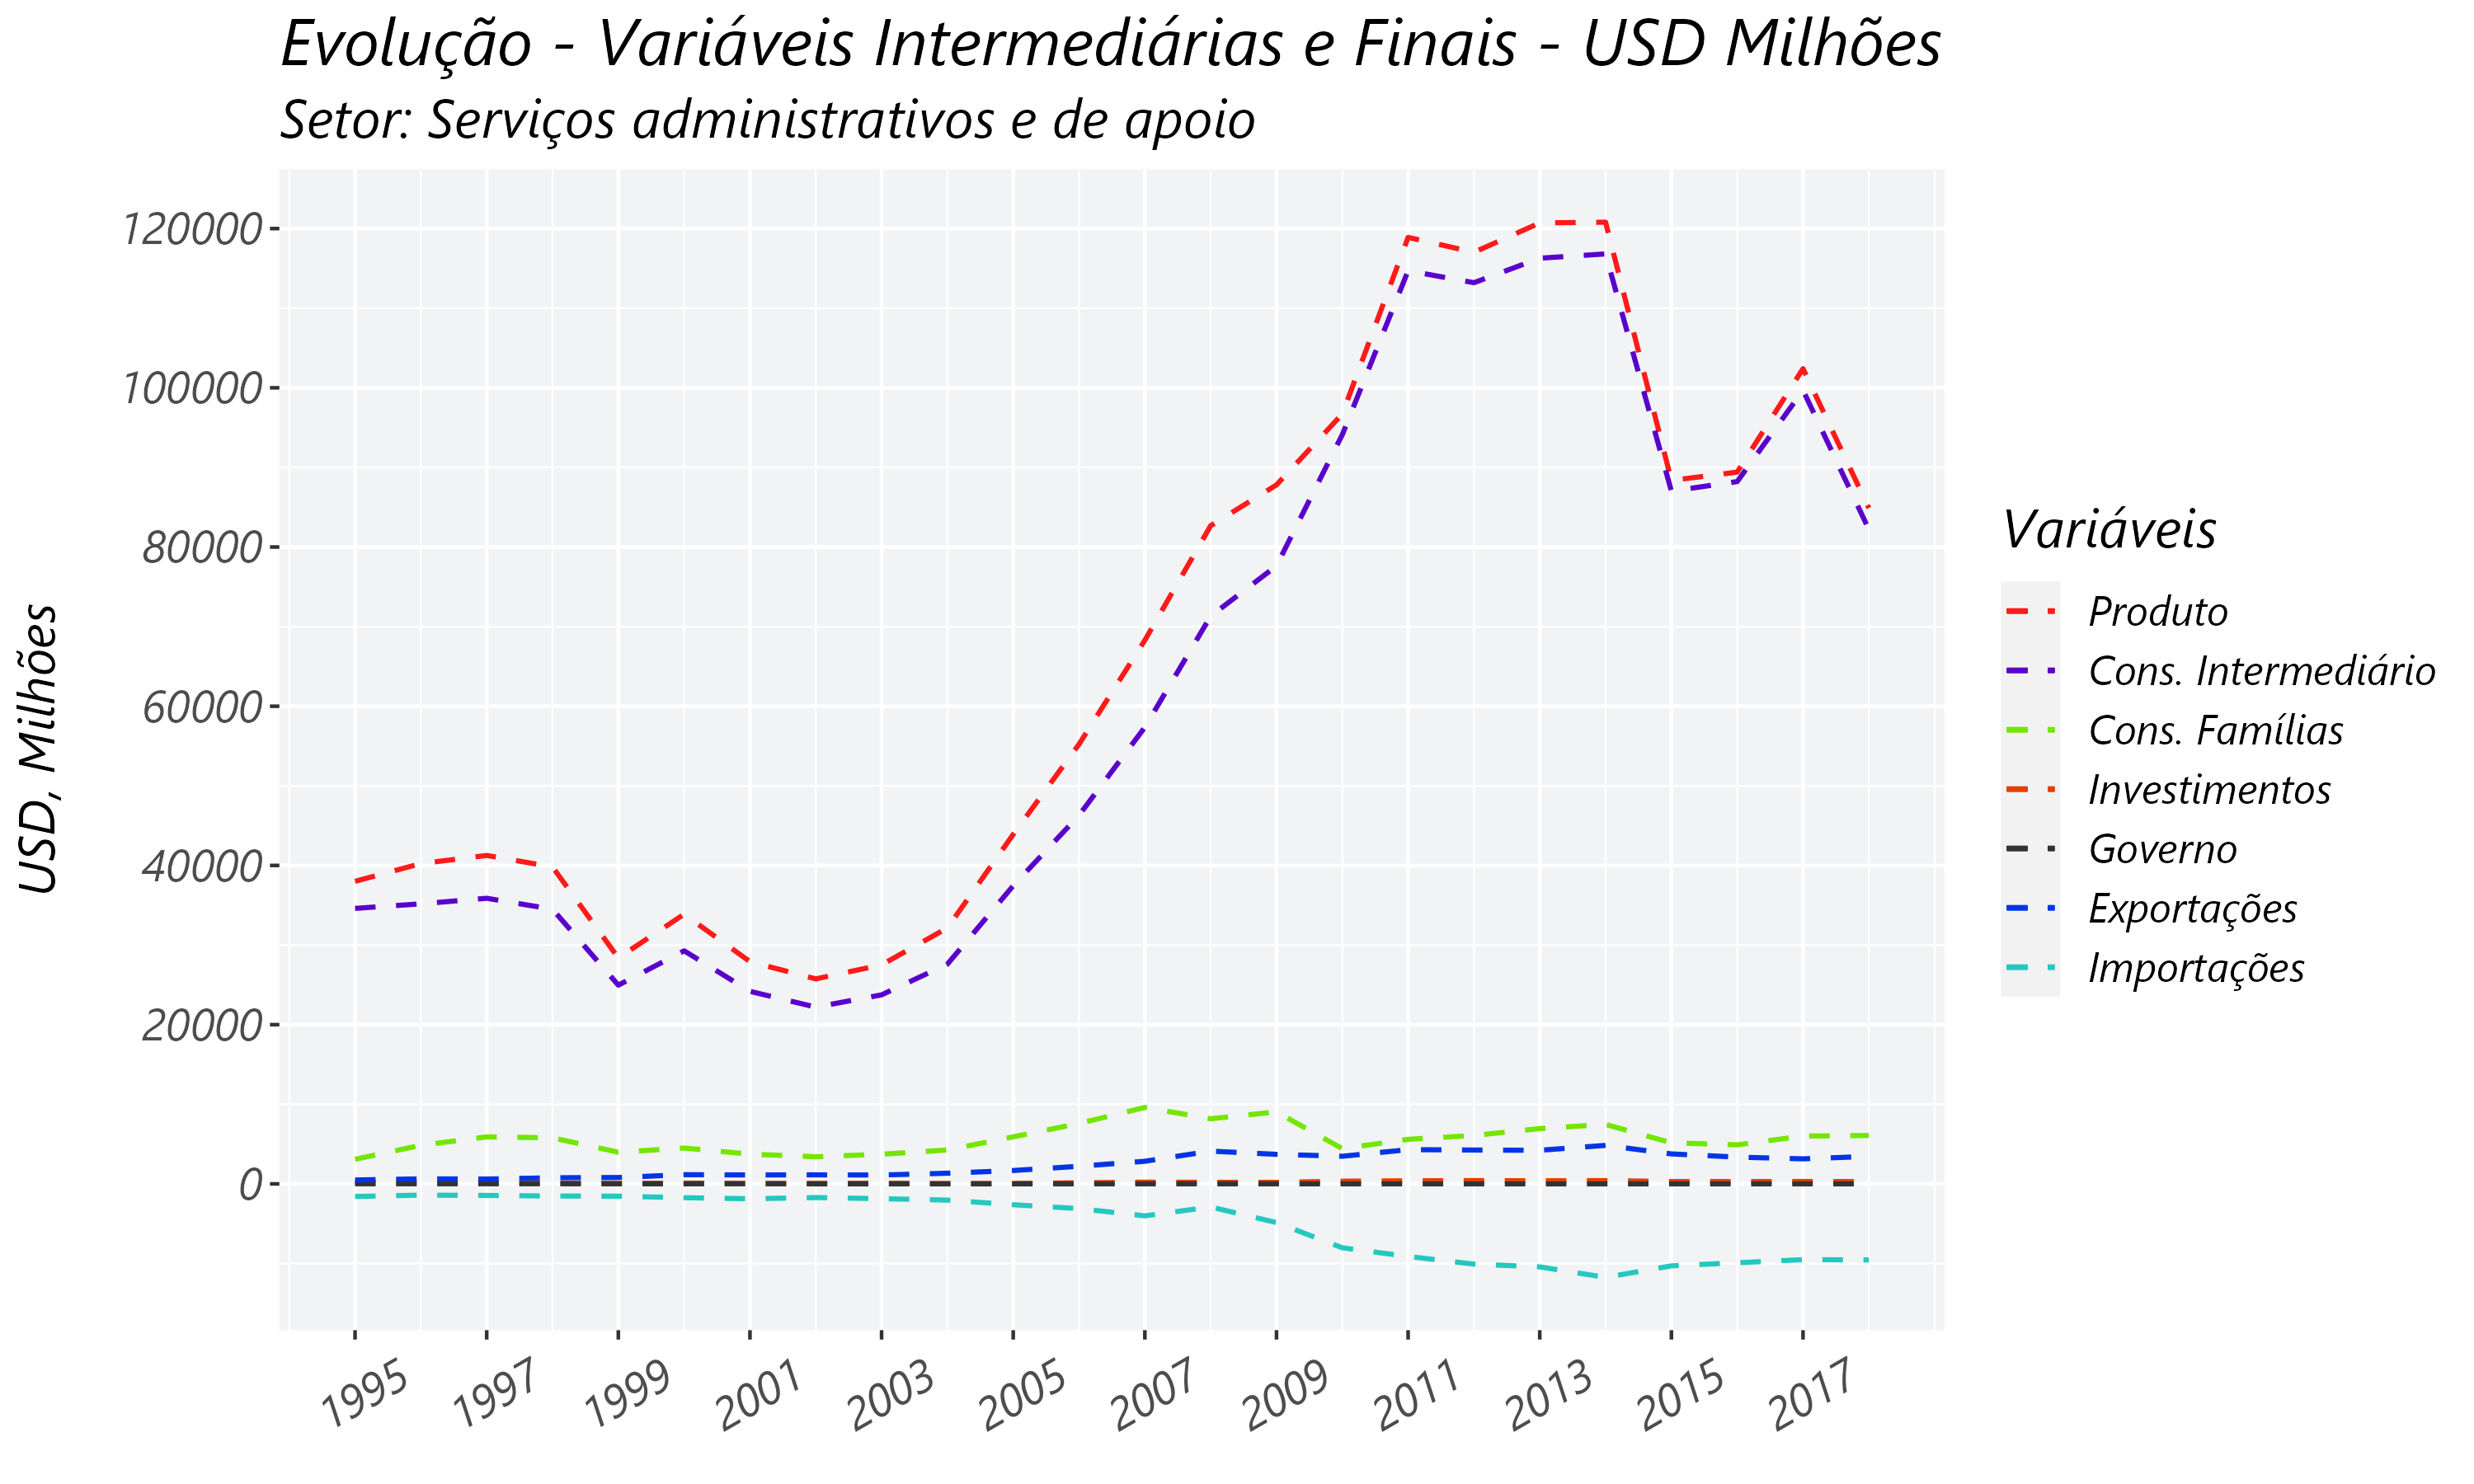 Evolução - Variáveis Intermediárias e Finais - USD Milhões
Setor: Serviços administrativos e de apoio
USD, Milhões
120000
100000
80000
60000
40000
20000
0
1995
1997
1999
2001
2003
2005
2007
2009
2011
2013
2015
2017
Variáveis
Produto
Cons. Intermediário
Cons. Famílias
Investimentos
Governo
Exportações
Importações